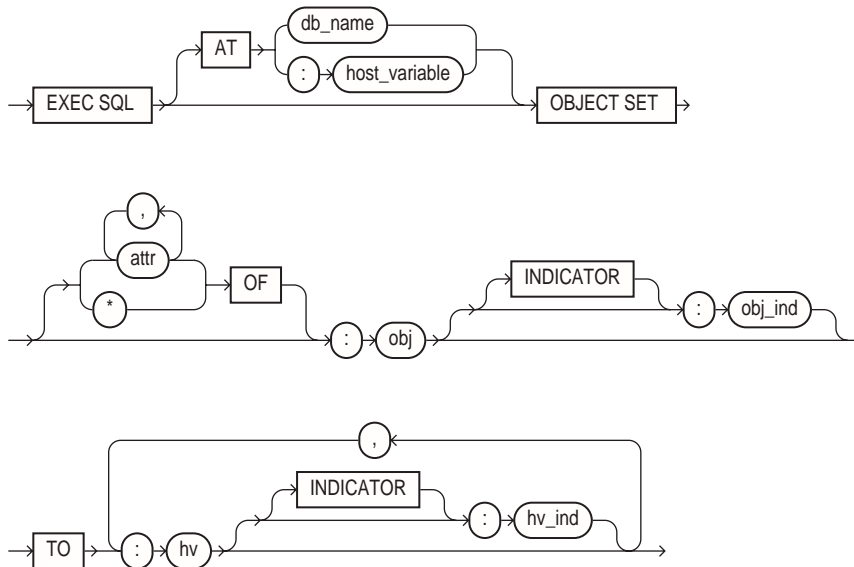 db_name
AT
: host_variable
EXEC SQL
OBJECT SET
,
attr
OF
*
INDICATOR
: obj_ind
: obj
,
INDICATOR
: hv_ind
TO : hv